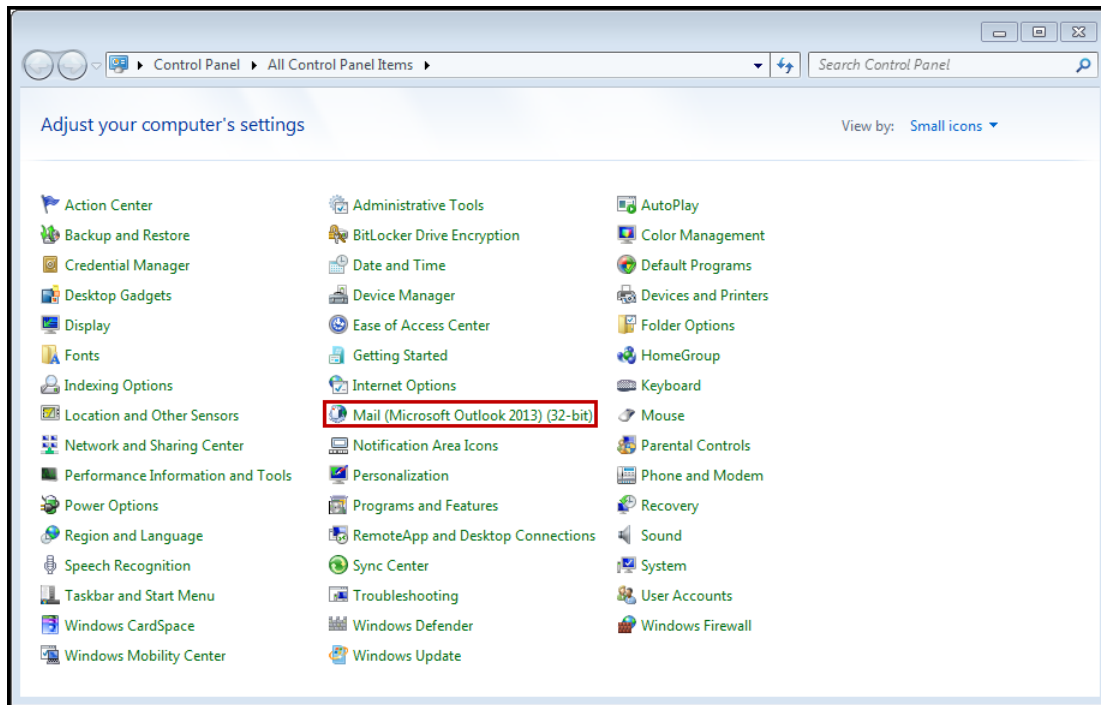 Control Panel All Control Panel Items Search Control Panel
Adjust your computer's settings View by: Small icons
Action Center Administrative Tools AutoPlay
Backup and Restore BitLocker Drive Encryption Color Management
Credential Manager Date and Time Default Programs
Desktop Gadgets Device Manager Devices and Printers
Display Ease of Access Center Folder Options
Fonts Getting Started HomeGroup
Indexing Options Internet Options Keyboard
Location and Other Sensors Mail (Microsoft Outlook 2013) (32-bit) Mouse
Network and Sharing Center Notification Area Icons Parental Controls
Performance Information and Tools Personalization Phone and Modem
Power Options Programs and Features Recovery
Region and Language RemoteApp and Desktop Connections Sound
Speech Recognition Sync Center System
Taskbar and Start Menu Troubleshooting User Accounts
Windows CardSpace Windows Defender Windows Firewall
Windows Mobility Center Windows Update